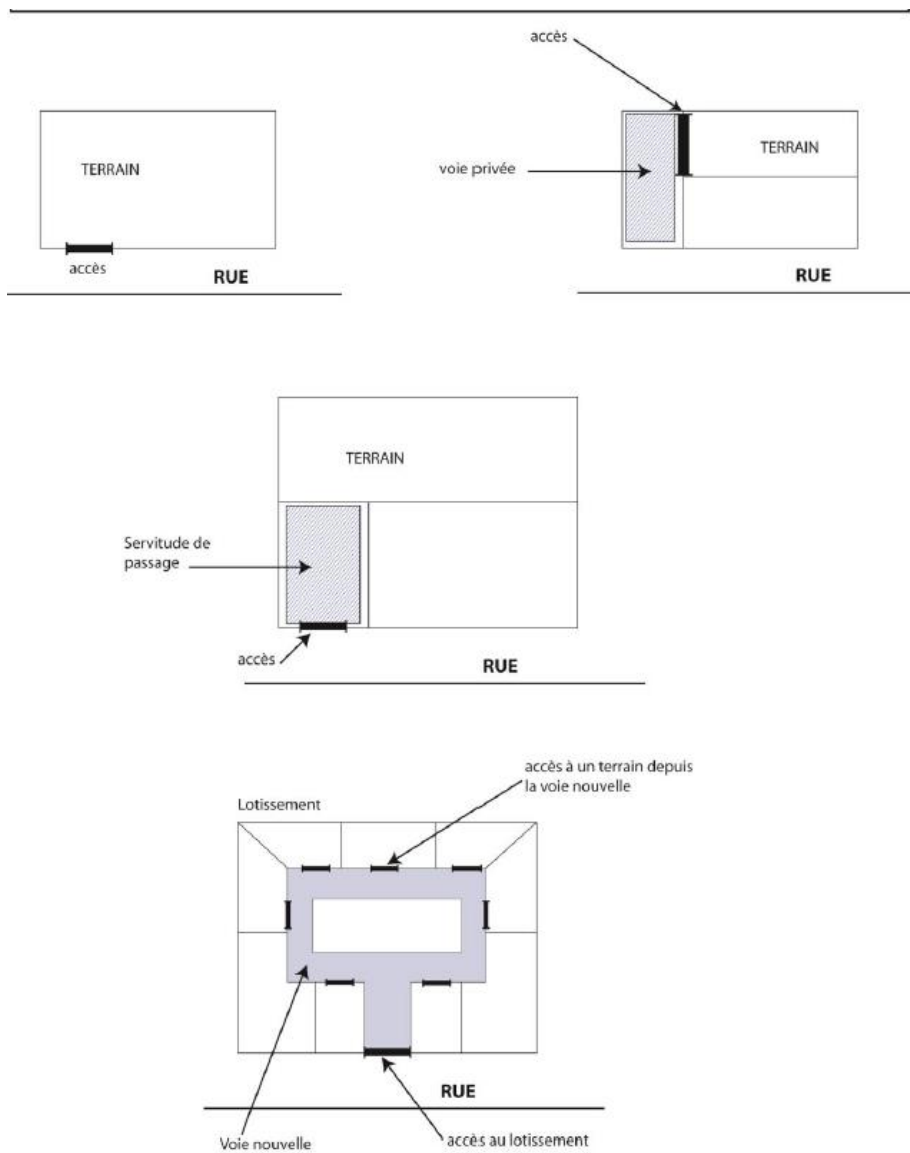 accès
TERRAIN
accès
RUE
voie privée
TERRAIN
RUE
TERRAIN
Servitude de
passage
accès
RUE
accès à un terrain depuis
la voie nouvelle
Lotissement
RUE
Voie nouvelle
accès au lotissement